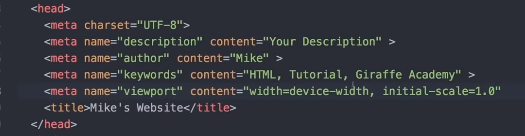 <head>
<meta charset="UTF-8">
<meta name="description" content="Your Description" >
<meta name="author" content="Mike" >
<meta name="keywords" content="HTML, Tutorial, Giraffe Academy" >
<meta name="viewport" content="width=device-width, initial-scale=1.0"
<title>Mike's Website</title>
</head>